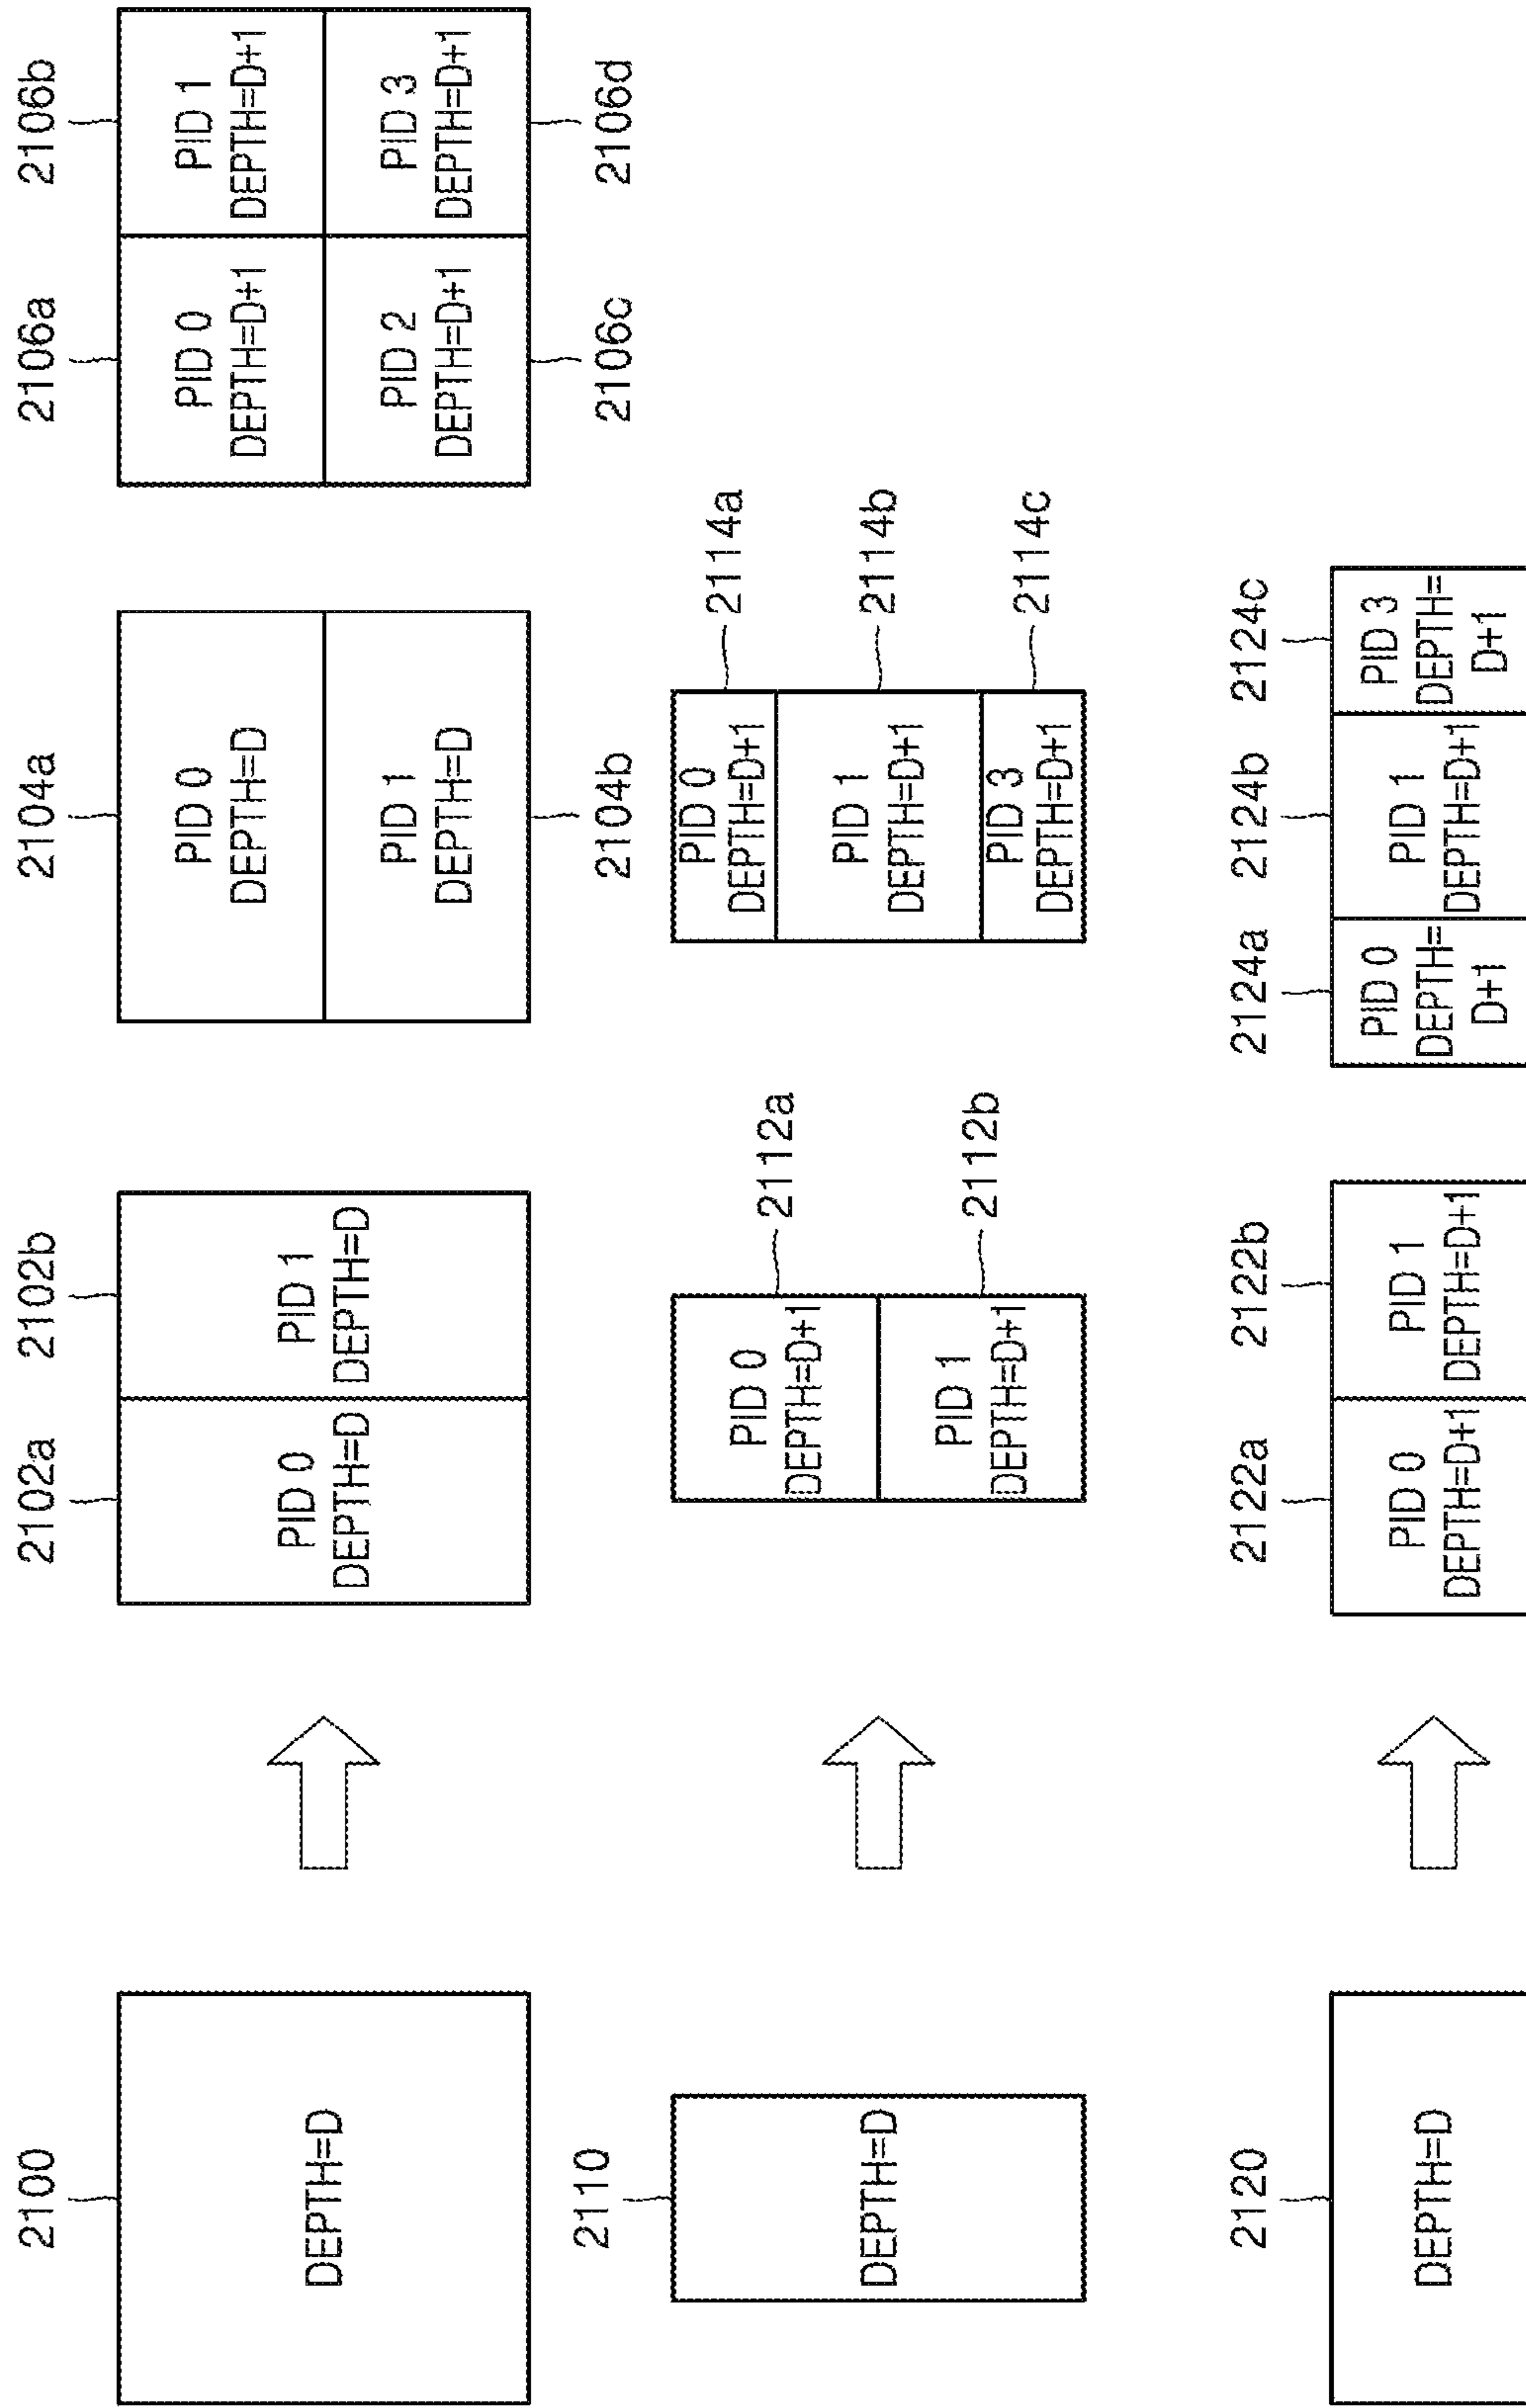 2100
DEPTH=D
2102a
2102b
PID 0
DEPTH=D
PID 1
DEPTH=D
2104a
PID 0
DEPTH=D
PID 1
DEPTH=D
2104b
2106a
2106b
PID 0
DEPTH=D+1
PID 1
DEPTH=D+1
PID 2
DEPTH=D+1
PID 3
DEPTH=D+1
2106c
2106d
2110
DEPTH=D
PID 0
DEPTH=D+1
2112a
PID 1
DEPTH=D+1
2112b
PID 0
DEPTH=D+1
2114a
PID 1
DEPTH=D+1
2114b
PID 3
DEPTH=D+1
2114c
2120
DEPTH=D
2122a
2122b
PID 0
DEPTH=D+1
PID 1
DEPTH=D+1
2124a
2124b
2124c
PID 0
DEPTH=
D+1
PID 1
DEPTH=D+1
PID 3
DEPTH=
D+1